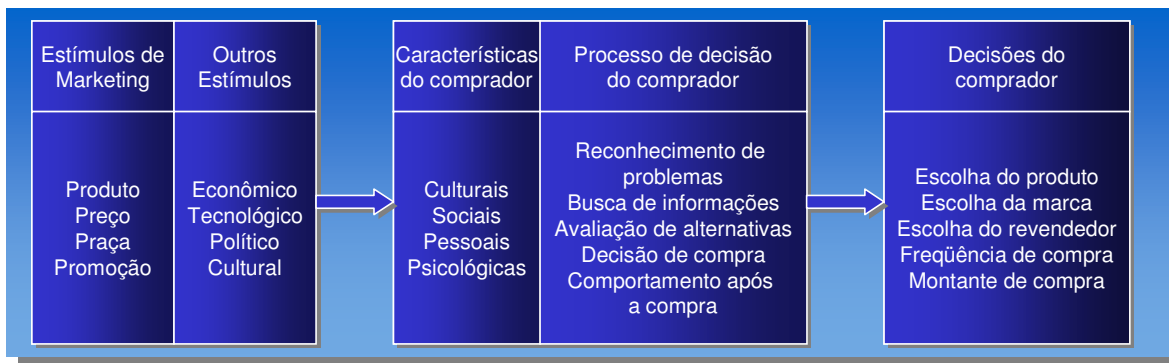 Estímulos de
Marketing
Outros
Estímulos
Características
do comprador
Processo de decisão
do comprador
Decisões do
comprador
Produto
Preço
Praça
Promoção
Econômico
Tecnológico
Político
Cultural
Culturais
Sociais
Pessoais
Psicológicas
Reconhecimento de
problemas
Busca de informações
Avaliação de alternativas
Decisão de compra
Comportamento após
a compra
Escolha do produto
Escolha da marca
Escolha do revendedor
Freqüência de compra
Montante de compra